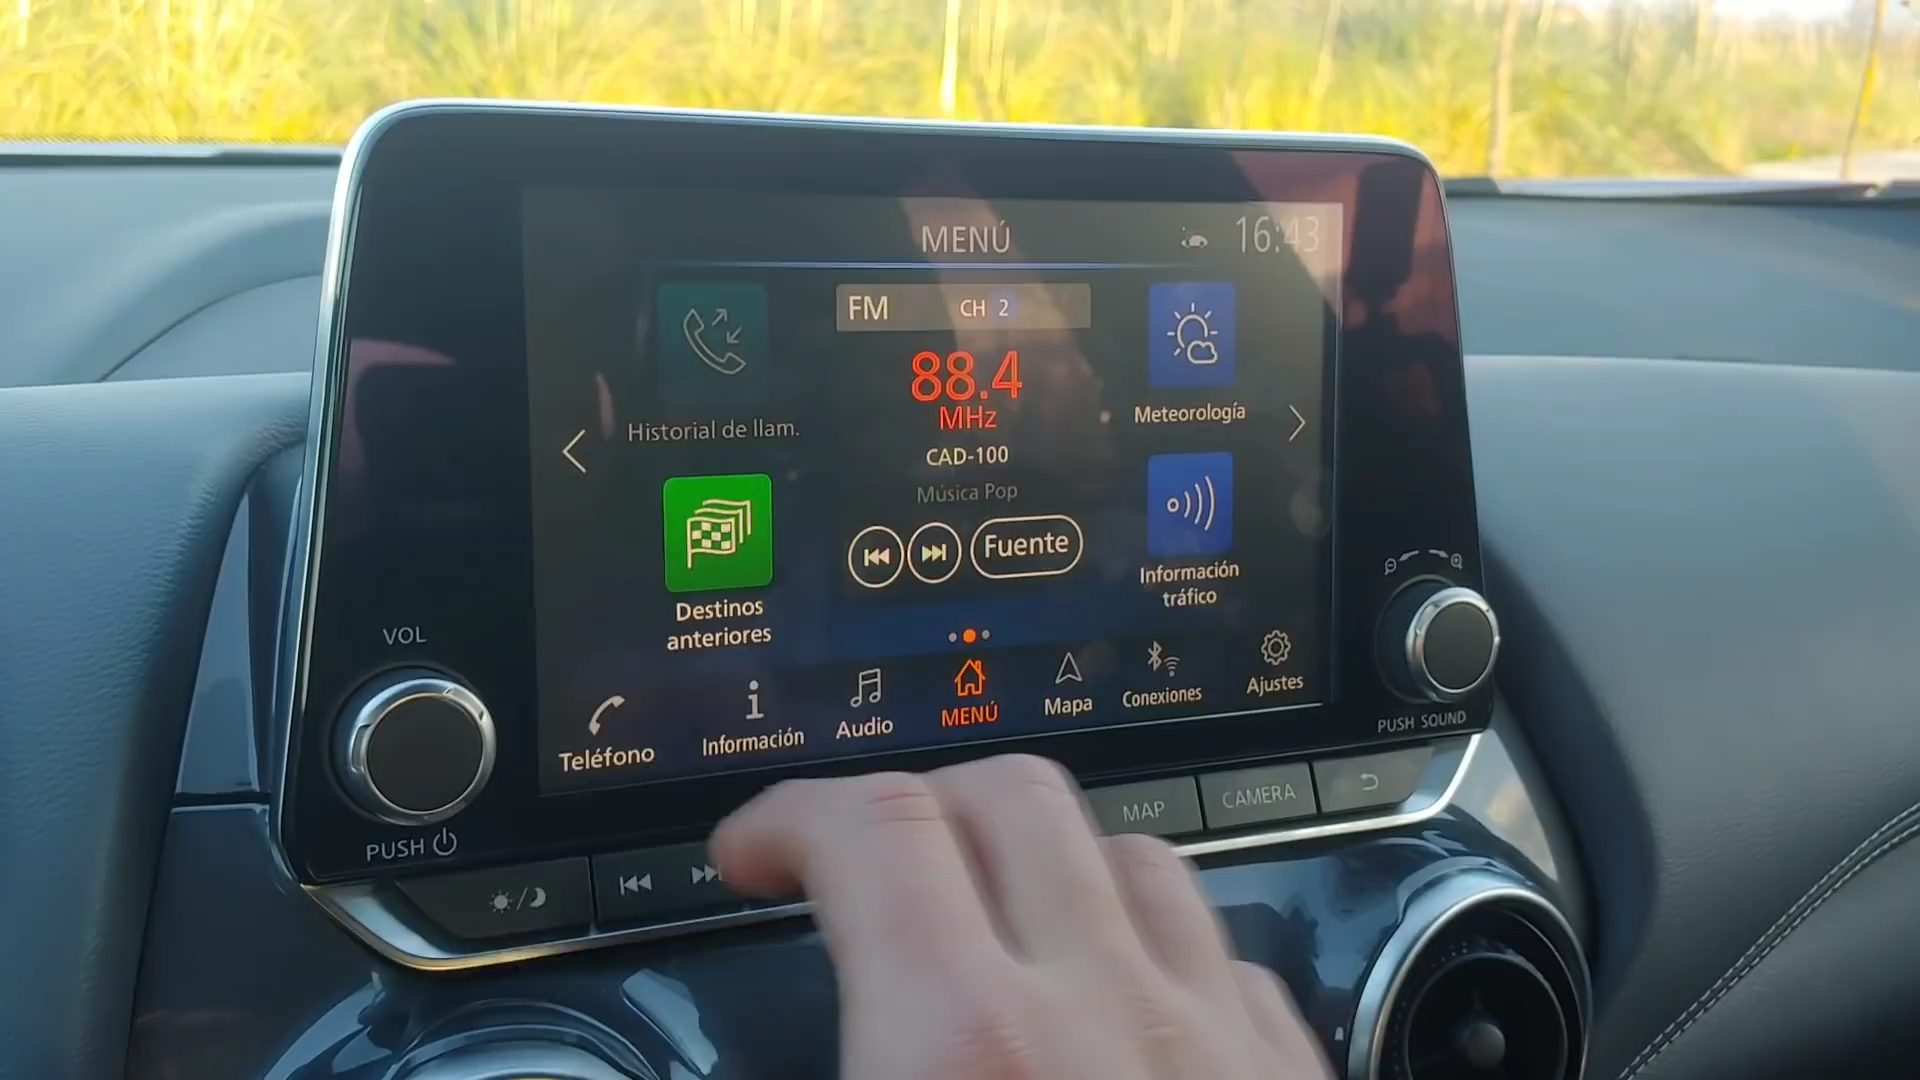 MENÚ
16:43
FM CH 2
88.4
MHz
CAD-100
Música Pop
Fuente
Historial de llam.
Destinos
anteriores
Meteorología
Información
tráfico
Teléfono
Información
Audio
MENÚ
Mapa
Conexiones
Ajustes
VOL
PUSH
PUSH SOUND
MAP
CAMERA